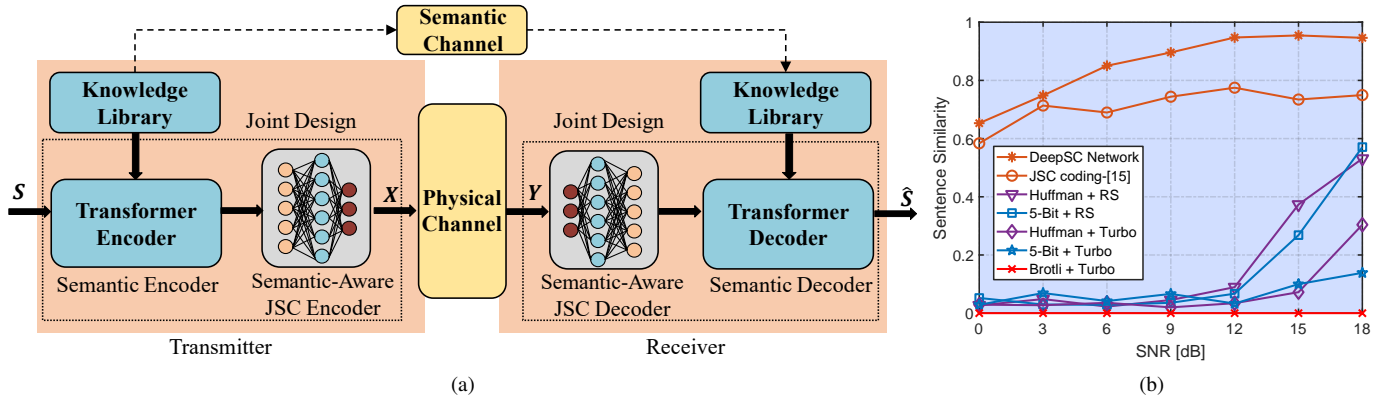 Semantic
Channel
Knowledge
Library
Joint Design
S
Transformer
Encoder
Semantic Encoder
Semantic-Aware
JSC Encoder
X
Transmitter
Physical
Channel
Joint Design
Knowledge
Library
Y
Semantic-Aware
JSC Decoder
Transformer
Decoder
Semantic Decoder
Ŝ
Receiver
(a)
Sentence Similarity
1
0.8
0.6
0.4
0.2
0
DeepSC Network
JSC coding-[15]
Huffman + RS
5-Bit + RS
Huffman + Turbo
5-Bit + Turbo
Brotli + Turbo
0 3 6 9 12 15 18
SNR [dB]
(b)